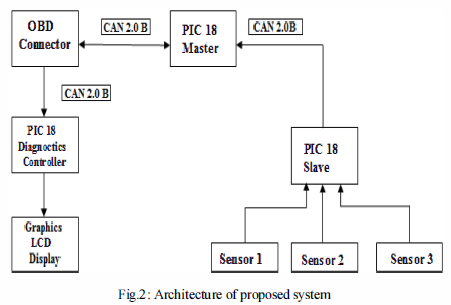 OBD
Connector
CAN 2.0 B
PIC 18
Master
CAN 2.0B
CAN 2.0 B
PIC 18
Diagnoctics
Controller
PIC 18
Slave
Graphics
LCD
Display
Sensor 1
Sensor 2
Sensor 3
Fig.2: Architecture of proposed system